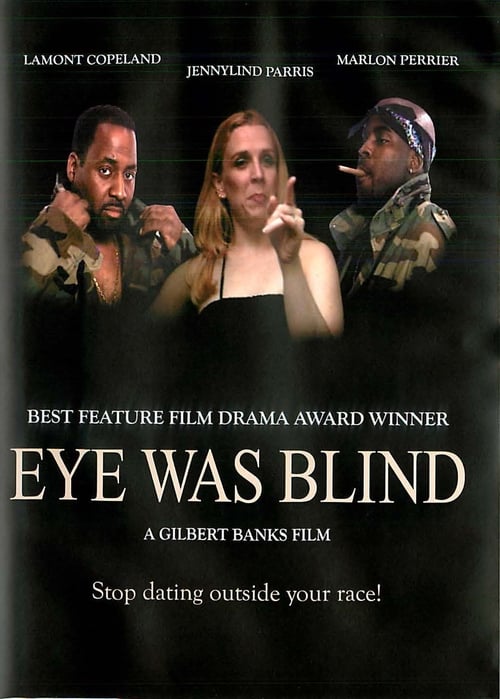 LAMONT COPELAND
JENNYLIND PARRIS
MARLON PERRIER
BEST FEATURE FILM DRAMA AWARD WINNER
EYE WAS BLIND
A GILBERT BANKS FILM
Stop dating outside your race!